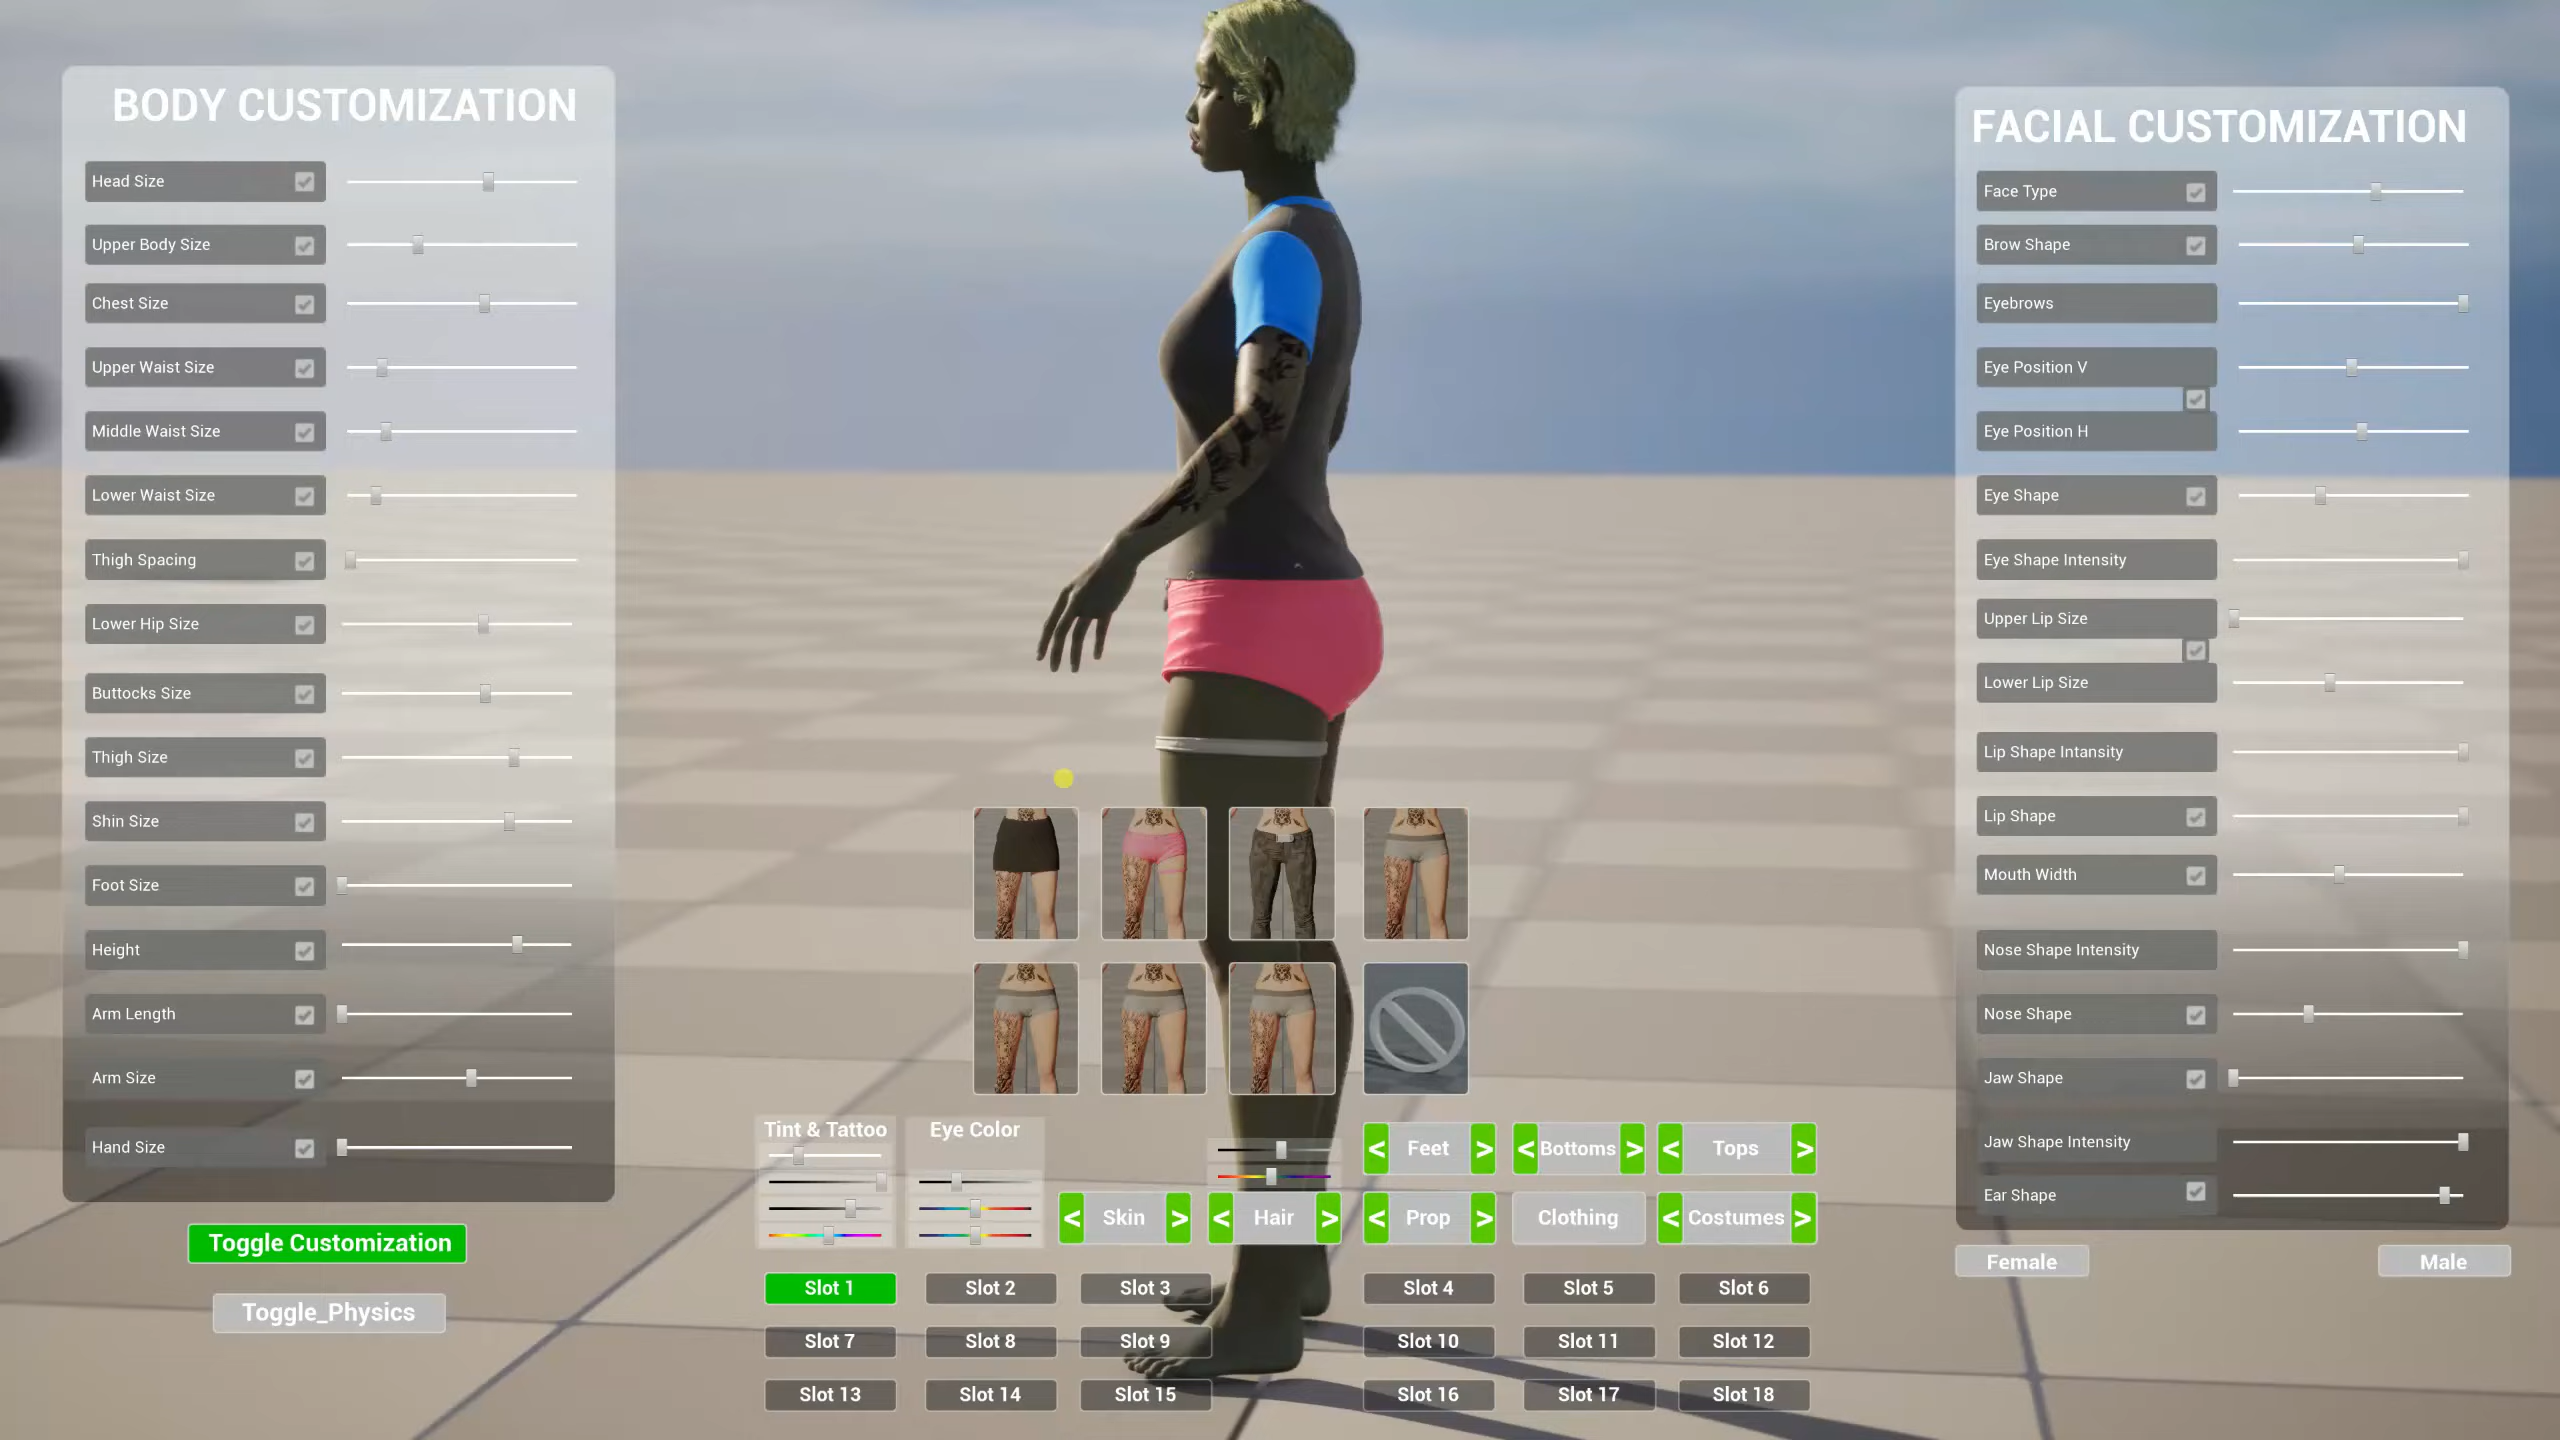 BODY CUSTOMIZATION
Head Size
Upper Body Size
Chest Size
Upper Waist Size
Middle Waist Size
Lower Waist Size
Thigh Spacing
Lower Hip Size
Buttocks Size
Thigh Size
Shin Size
Foot Size
Height
Arm Length
Arm Size
Hand Size
Toggle Customization
Toggle_Physics
Tint & Tattoo
Eye Color
< Feet >
< Bottoms >
< Tops >
< Skin >
< Hair >
< Prop >
Clothing
< Costumes >
Slot 1
Slot 2
Slot 3
Slot 4
Slot 5
Slot 6
Slot 7
Slot 8
Slot 9
Slot 10
Slot 11
Slot 12
Slot 13
Slot 14
Slot 15
Slot 16
Slot 17
Slot 18
FACIAL CUSTOMIZATION
Face Type
Brow Shape
Eyebrows
Eye Position V
Eye Position H
Eye Shape
Eye Shape Intensity
Upper Lip Size
Lower Lip Size
Lip Shape Intansity
Lip Shape
Mouth Width
Nose Shape Intensity
Nose Shape
Jaw Shape
Jaw Shape Intensity
Ear Shape
Female
Male